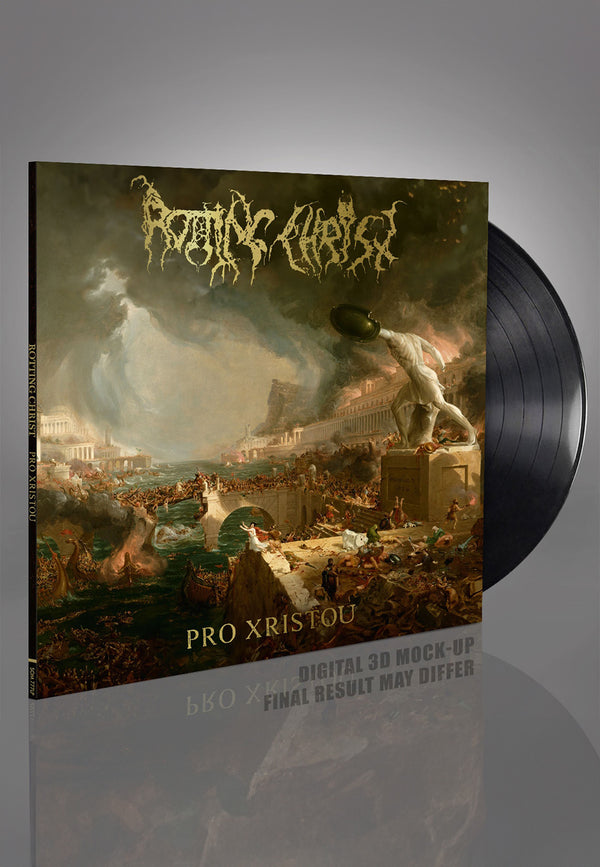 ROTTING CHRIST
ROTTING CHRIST PRO XRISTOU
PRO XRISTOU
DIGITAL 3D MOCK-UP
FINAL RESULT MAY DIFFER